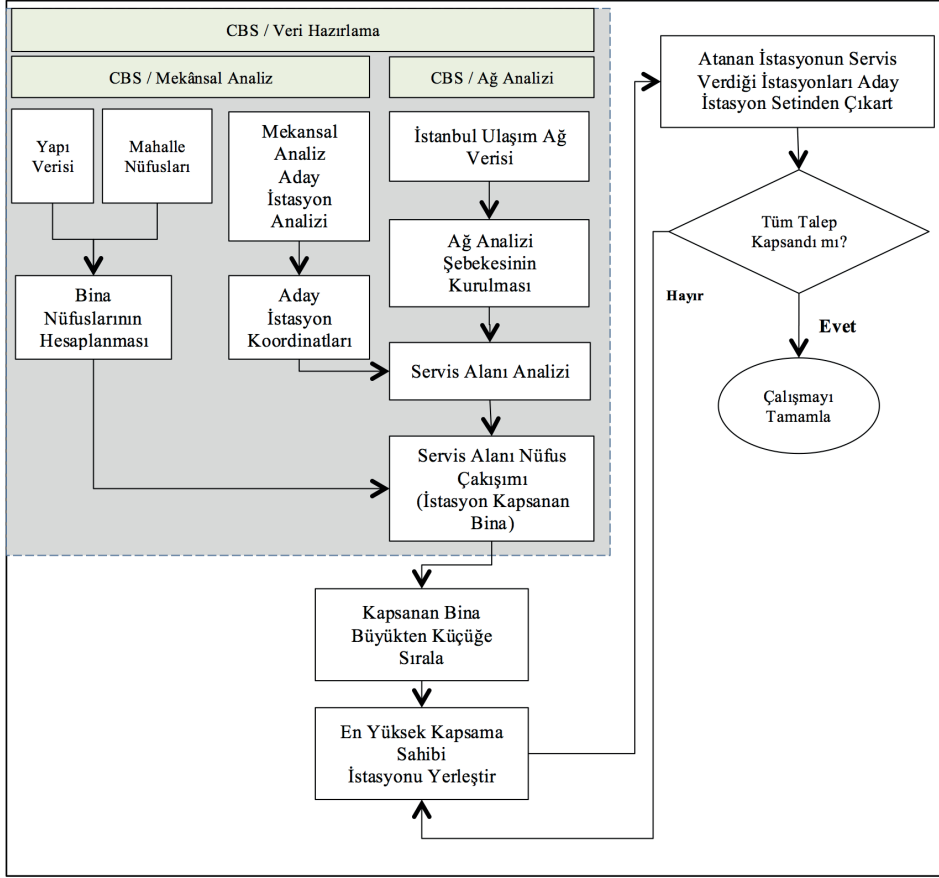 CBS / Veri Hazırlama
CBS / Mekânsal Analiz
CBS / Ağ Analizi
Yapı
Verisi
Mahalle
Nüfusları
Mekansal
Analiz
Aday
İstasyon
Analizi
İstanbul Ulaşım Ağ
Verisi
Ağ Analizi
Şebekesinin
Kurulması
Bina
Nüfuslarının
Hesaplanması
Aday
İstasyon
Koordinatları
Servis Alanı Analizi
Servis Alanı Nüfus
Çakışımı
(İstasyon Kapsanan
Bina)
Kapsanan Bina
Büyükten Küçüğe
Sırala
En Yüksek Kapsama
Sahibi
İstasyonu Yerleştir
Atanan İstasyonun Servis
Verdiği İstasyonları Aday
İstasyon Setinden Çıkart
Tüm Talep
Kapsandı mı?
Hayır
Evet
Çalışmayı
Tamamla